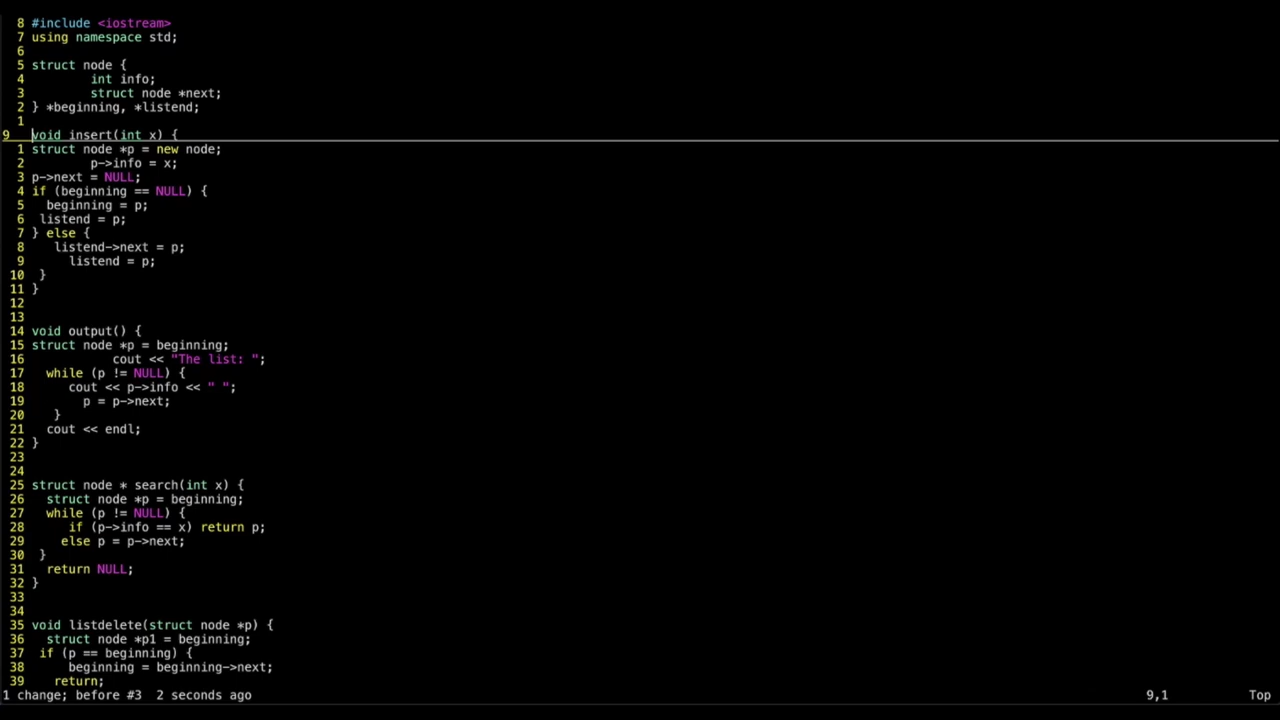 8 #include <iostream>
7 using namespace std;
6
5 struct node {
4         int info;
3         struct node *next;
2 } *beginning, *listend;
1
9   void insert(int x) {
1 struct node *p = new node;
2         p->info = x;
3 p->next = NULL;
4 if (beginning == NULL) {
5   beginning = p;
6  listend = p;
7 } else {
8    listend->next = p;
9      listend = p;
10  }
11 }
12
13
14 void output() {
15 struct node *p = beginning;
16            cout << "The list: ";
17   while (p != NULL) {
18      cout << p->info << " ";
19        p = p->next;
20    }
21   cout << endl;
22 }
23
24
25 struct node * search(int x) {
26   struct node *p = beginning;
27   while (p != NULL) {
28      if (p->info == x) return p;
29     else p = p->next;
30  }
31   return NULL;
32 }
33
34
35 void listdelete(struct node *p) {
36   struct node *p1 = beginning;
37  if (p == beginning) {
38      beginning = beginning->next;
39    return;
1 change; before #3  2 seconds ago 9,1 Top